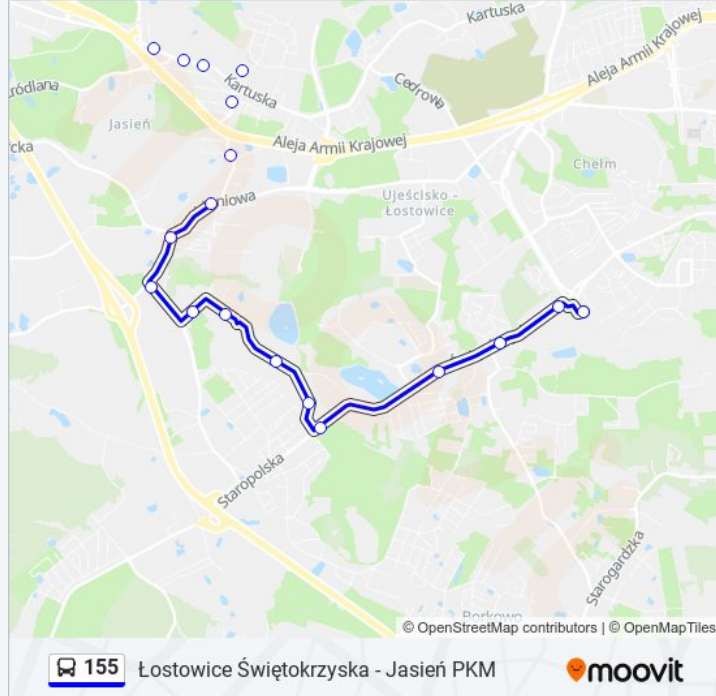 Kartuska
Aleja Armii Krajowej
Cedrowa
Kartuska
Jasień
Aleja Armii Krajowej
Chełm
Ujeścisko -
Łostowice
Staropolska
Starogardzka
Borkowo
© OpenStreetMap contributors | © OpenMapTiles
155 Łostowice Świętokrzyska - Jasień PKM moovit